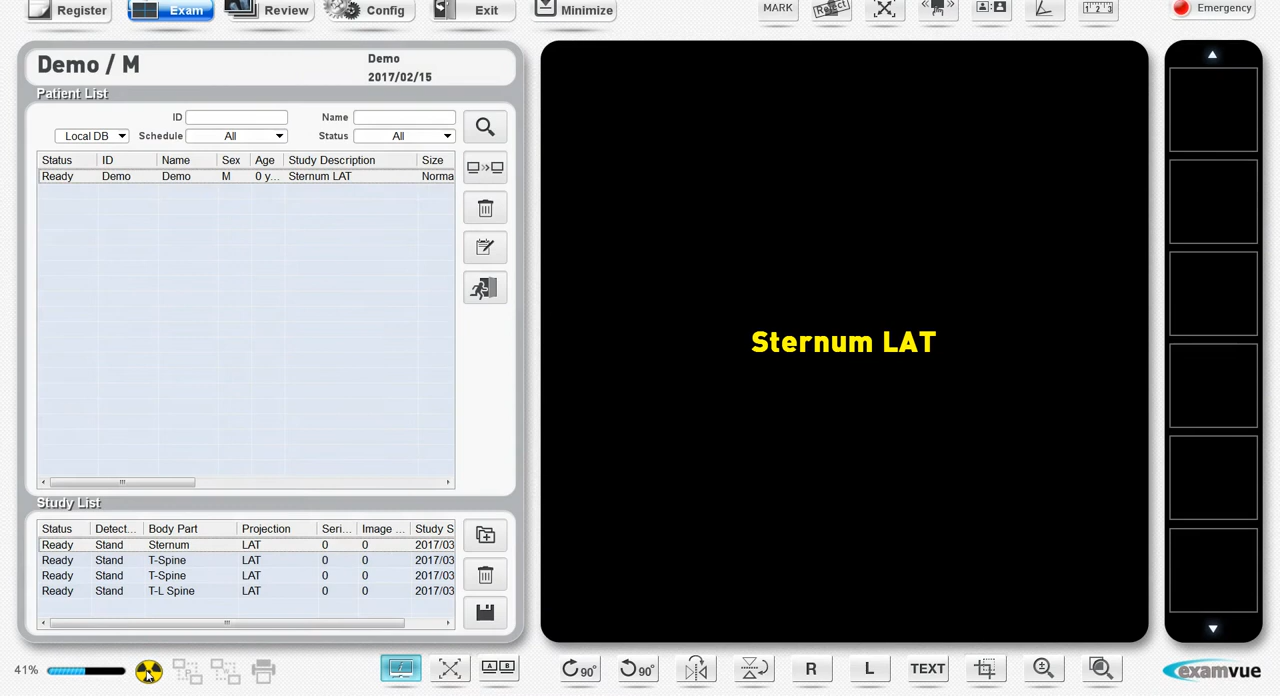 Register Exam Review Config Exit Minimize MARK Reject Emergency
Demo / M
Demo
2017/02/15
Patient List
ID Name
Local DB Schedule All Status All
Status ID Name Sex Age Study Description Size
Ready Demo Demo M 0 y... Sternum LAT Norma
Sternum LAT
Study List
Status Detect... Body Part Projection Seri... Image ... Study S
Ready Stand Sternum LAT 0 0 2017/03
Ready Stand T-Spine LAT 0 0 2017/03
Ready Stand T-Spine LAT 0 0 2017/03
Ready Stand T-L Spine LAT 0 0 2017/03
41% A B 90° 90° R L TEXT examvue